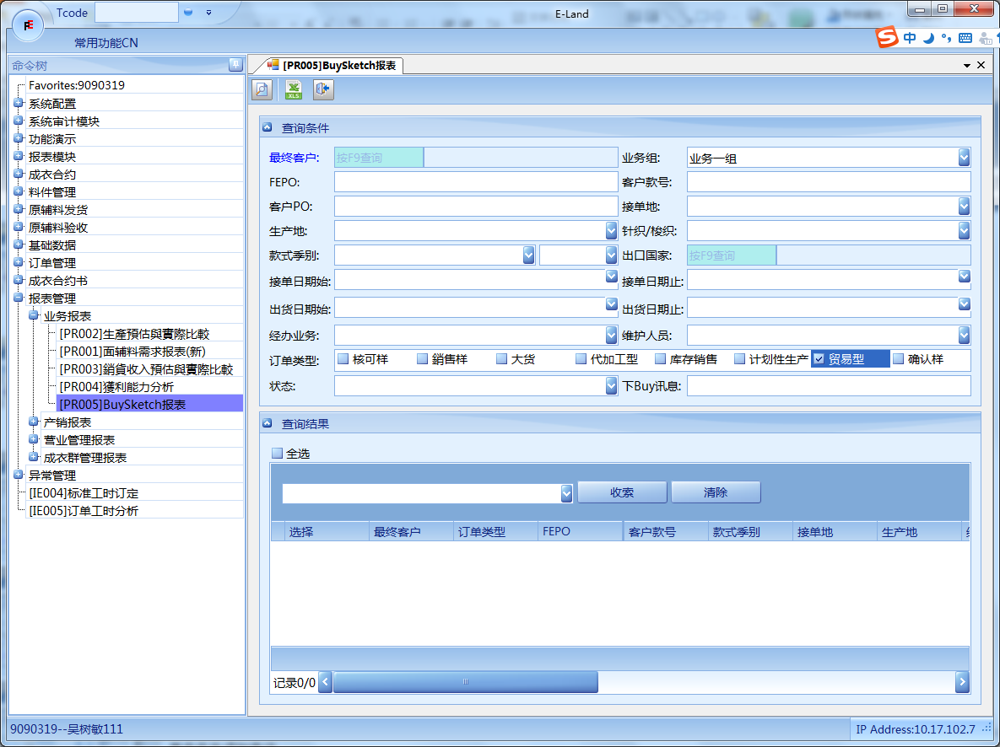 Tcode
E-Land
常用功能CN
中
命令树
Favorites:9090319
系统配置
系统审计模块
功能演示
报表模块
成衣合约
料件管理
原辅料发货
原辅料验收
基础数据
订单管理
成衣合约书
报表管理
业务报表
[PR002]生產預估與實際比較
[PR001]面辅料需求报表(新)
[PR003]銷貨收入預估與實際比較
[PR004]獲利能力分析
[PR005]BuySketch报表
产销报表
营业管理报表
成衣群管理报表
异常管理
[IE004]标准工时订定
[IE005]订单工时分析
[PR005]BuySketch报表
XLS
查询条件
最终客户: 按F9查询 业务组: 业务一组
FEPO: 客户款号:
客户PO: 接单地:
生产地: 针织/梭织:
款式季别: 出口国家: 按F9查询
接单日期始: 接单日期止:
出货日期始: 出货日期止:
经办业务: 维护人员:
订单类型: 核可样 銷售样 大货 代加工型 库存销售 计划性生产 贸易型 确认样
状态: 下Buy讯息:
查询结果
全选
收索 清除
选择 最终客户 订单类型 FEPO 客户款号 款式季别 接单地 生产地
记录0/0
9090319--吴树敏111 IP Address:10.17.102.7